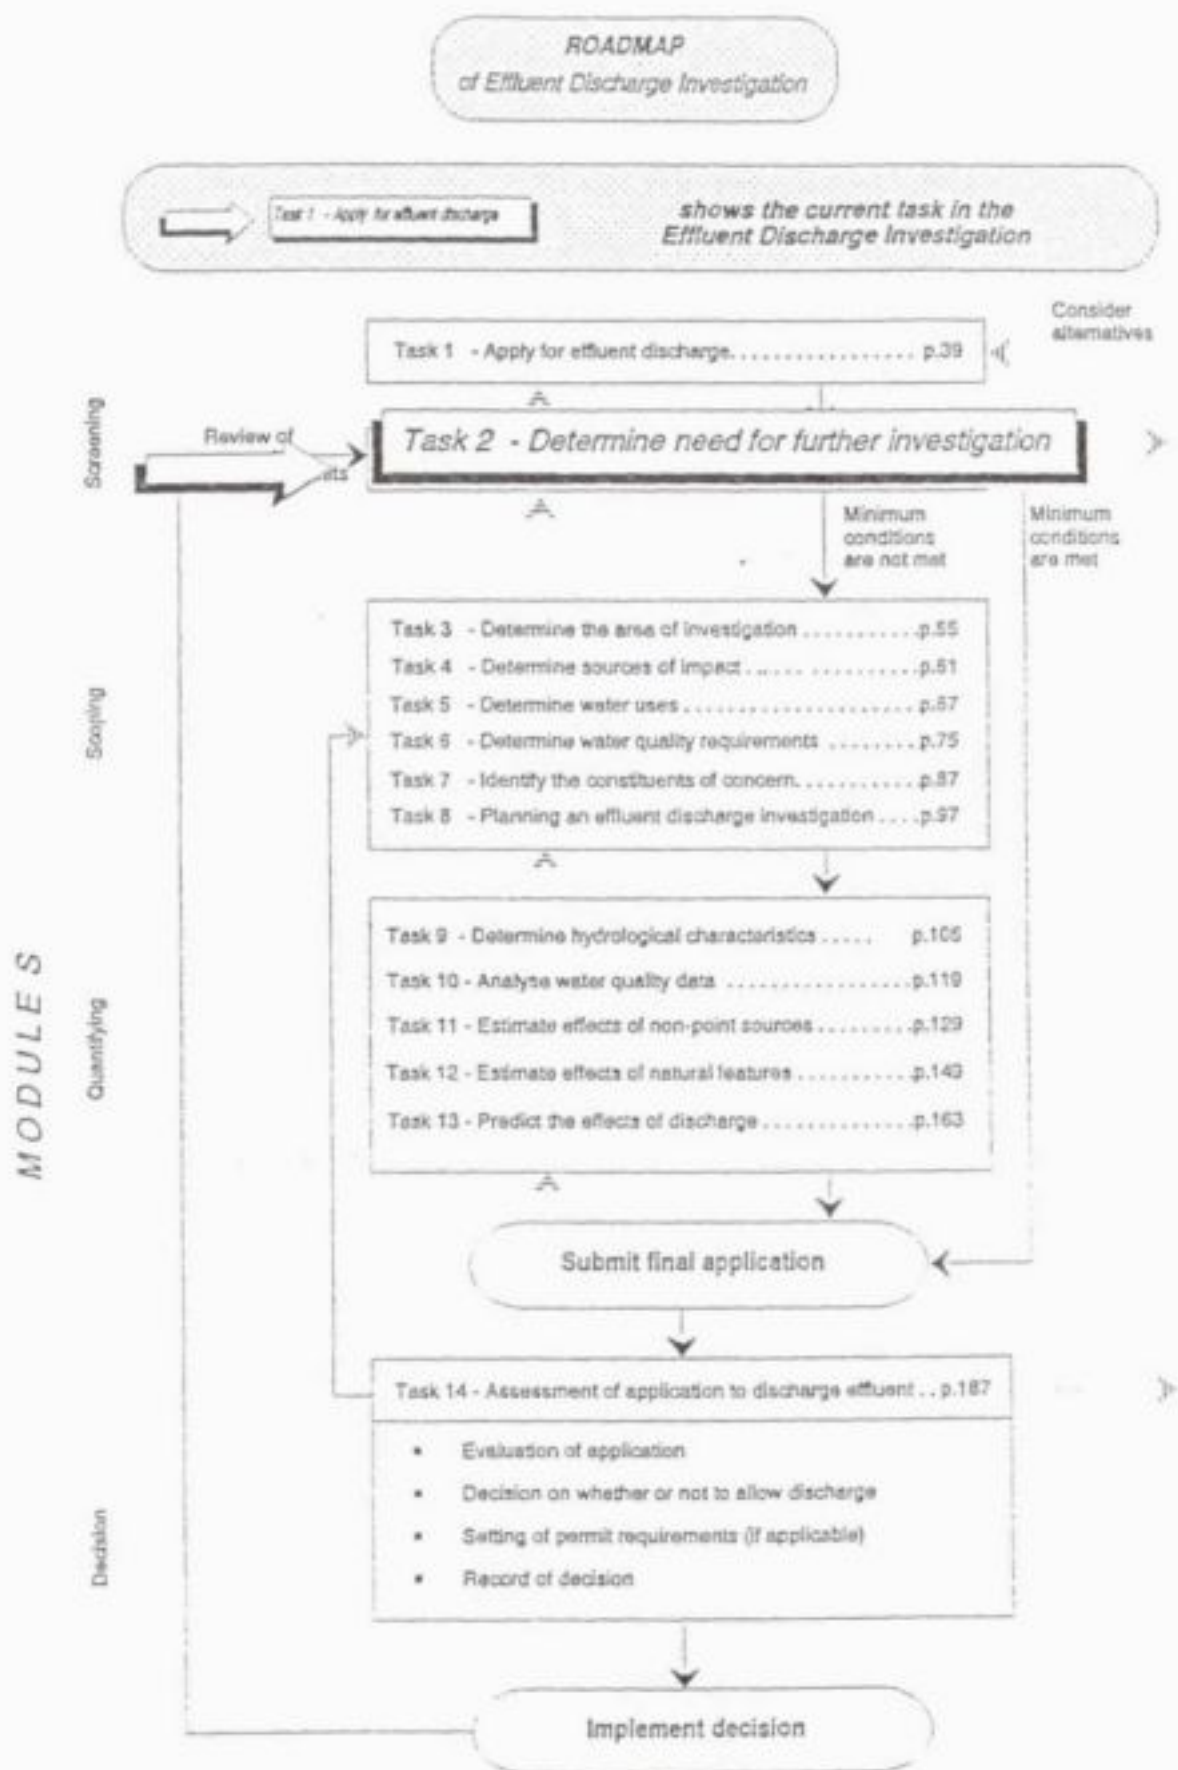 ROADMAP
of Effluent Discharge Investigation
Task 1 - Apply for effluent discharge
shows the current task in the
Effluent Discharge Investigation
Consider
alternatives
Task 1 - Apply for effluent discharge................. p.39
Screening
Review of
Task 2 - Determine need for further investigation
Minimum
conditions
are not met
Minimum
conditions
are met
Scoping
Task 3 - Determine the area of investigation ...........p.55
Task 4 - Determine sources of impact ..... ...........p.61
Task 5 - Determine water uses ......................p.67
Task 6 - Determine water quality requirements ........p.75
Task 7 - Identify the constituents of concern...........p.87
Task 8 - Planning an effluent discharge investigation ....p.97
MODULES
Quantifying
Task 9 - Determine hydrological characteristics ..... p.105
Task 10 - Analyse water quality data .................p.119
Task 11 - Estimate effects of non-point sources .........p.129
Task 12 - Estimate effects of natural features...........p.149
Task 13 - Predict the effects of discharge ..............p.163
Submit final application
Decision
Task 14 - Assessment of application to discharge effluent .. p.187
• Evaluation of application
• Decision on whether or not to allow discharge
• Setting of permit requirements (if applicable)
• Record of decision
Implement decision